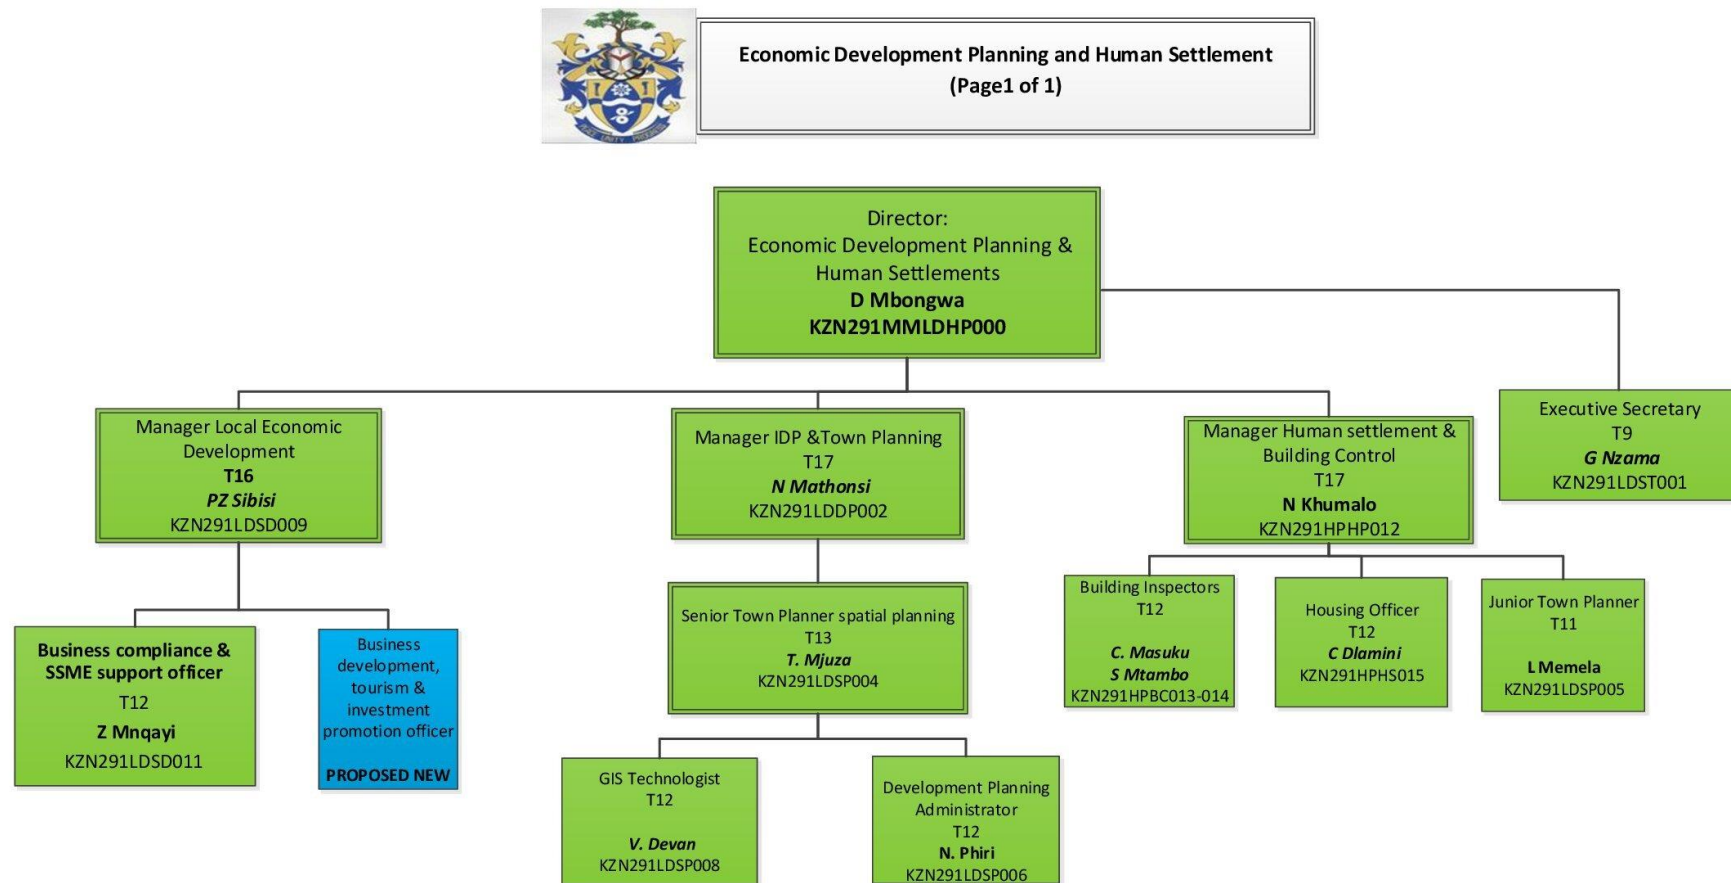 Economic Development Planning and Human Settlement
(Page1 of 1)
PEACE UNITY PROGRESS
Director:
Economic Development Planning &
Human Settlements
D Mbongwa
KZN291MMLDHP000
Manager Local Economic
Development
T16
PZ Sibisi
KZN291LDSD009
Manager IDP &Town Planning
T17
N Mathonsi
KZN291LDDP002
Manager Human settlement &
Building Control
T17
N Khumalo
KZN291HPHP012
Executive Secretary
T9
G Nzama
KZN291LDST001
Business compliance &
SSME support officer
T12
Z Mnqayi
KZN291LDSD011
Business
development,
tourism &
investment
promotion officer
PROPOSED NEW
Senior Town Planner spatial planning
T13
T. Mjuza
KZN291LDSP004
Building Inspectors
T12
C. Masuku
S Mtambo
KZN291HPBC013-014
Housing Officer
T12
C Dlamini
KZN291HPHS015
Junior Town Planner
T11
L Memela
KZN291LDSP005
GIS Technologist
T12
V. Devan
KZN291LDSP008
Development Planning
Administrator
T12
N. Phiri
KZN291LDSP006